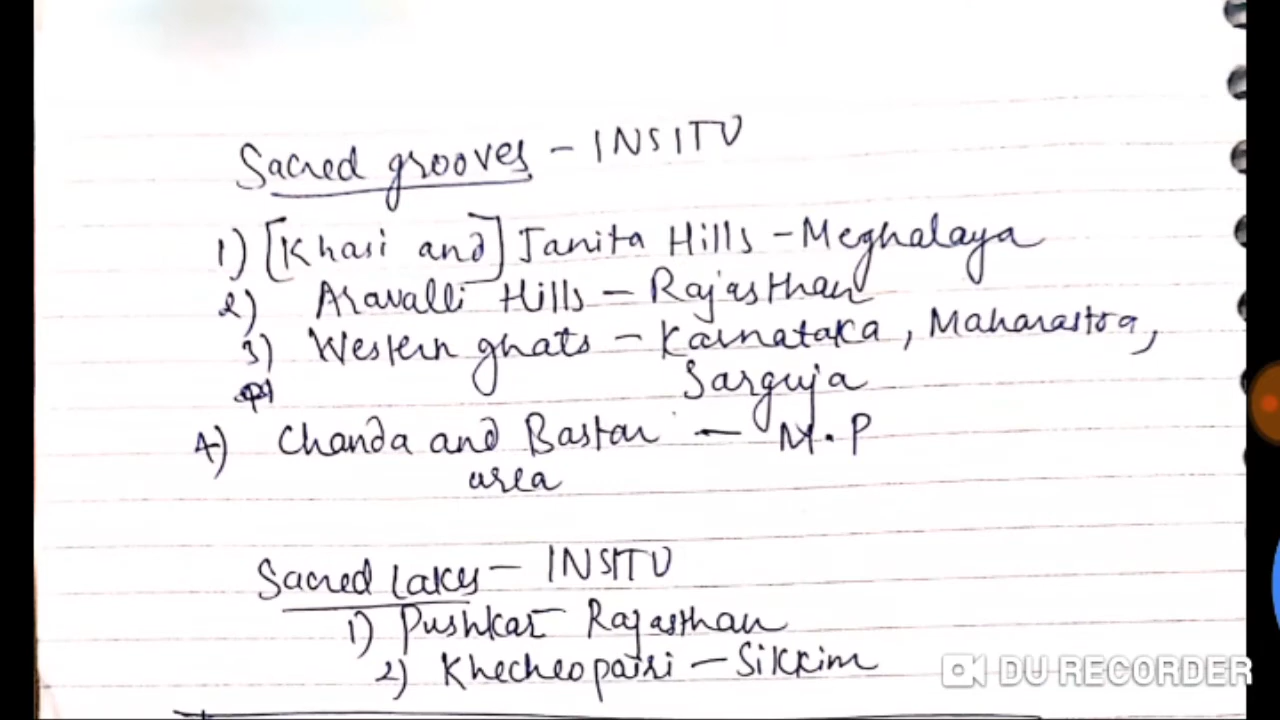 Sacred grooves - INSITU
1) [Khasi and] Janita Hills - Meghalaya
2) Aravalli Hills - Rajasthan
3) Western ghats - Karnataka, Maharastra,
Sarguja
4) Chanda and Bastar - M.P
area
Sacred lakes - INSITU
1) Pushkar Rajasthan
2) Khecheopalri - Sikkim
DU RECORDER